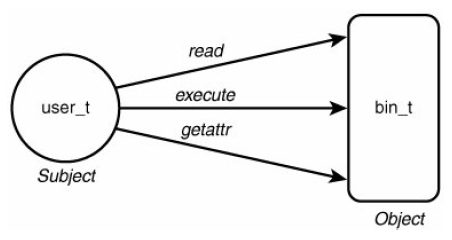 read
user_t
execute
bin_t
getattr
Subject
Object